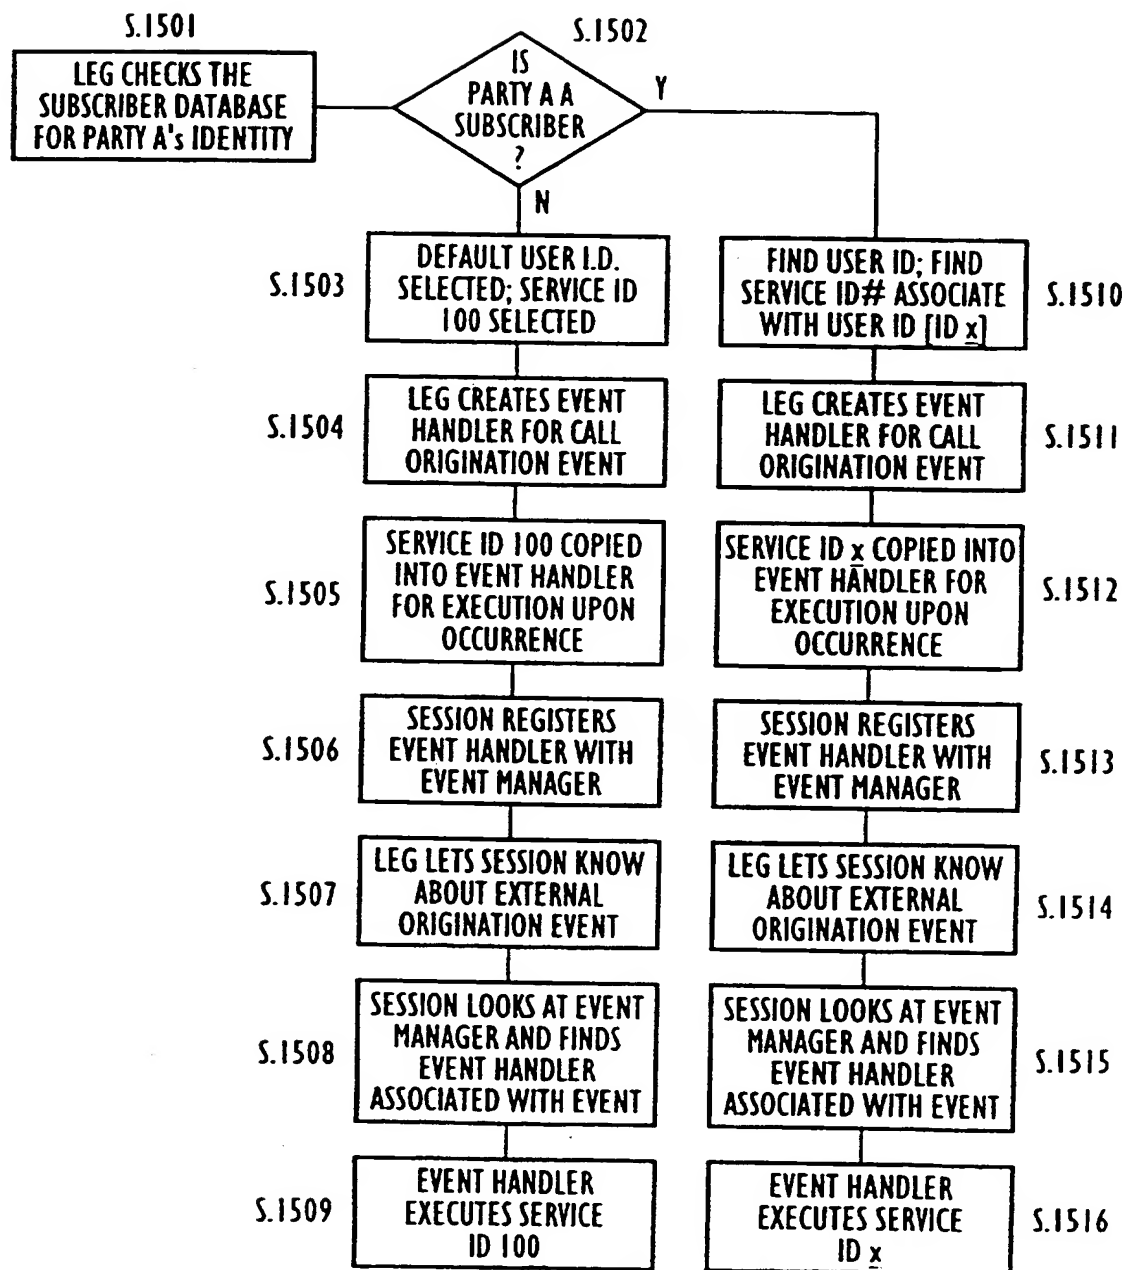 S.1501
LEG CHECKS THE
SUBSCRIBER DATABASE
FOR PARTY A's IDENTITY
S.1502
IS
PARTY A A
SUBSCRIBER
?
Y
N
S.1503
DEFAULT USER I.D.
SELECTED; SERVICE ID
100 SELECTED
S.1504
LEG CREATES EVENT
HANDLER FOR CALL
ORIGINATION EVENT
S.1505
SERVICE ID 100 COPIED
INTO EVENT HANDLER
FOR EXECUTION UPON
OCCURRENCE
S.1506
SESSION REGISTERS
EVENT HANDLER WITH
EVENT MANAGER
S.1507
LEG LETS SESSION KNOW
ABOUT EXTERNAL
ORIGINATION EVENT
S.1508
SESSION LOOKS AT EVENT
MANAGER AND FINDS
EVENT HANDLER
ASSOCIATED WITH EVENT
S.1509
EVENT HANDLER
EXECUTES SERVICE
ID 100
FIND USER ID; FIND
SERVICE ID# ASSOCIATE
WITH USER ID [ID x]
S.1510
LEG CREATES EVENT
HANDLER FOR CALL
ORIGINATION EVENT
S.1511
SERVICE ID x COPIED INTO
EVENT HANDLER FOR
EXECUTION UPON
OCCURRENCE
S.1512
SESSION REGISTERS
EVENT HANDLER WITH
EVENT MANAGER
S.1513
LEG LETS SESSION KNOW
ABOUT EXTERNAL
ORIGINATION EVENT
S.1514
SESSION LOOKS AT EVENT
MANAGER AND FINDS
EVENT HANDLER
ASSOCIATED WITH EVENT
S.1515
EVENT HANDLER
EXECUTES SERVICE
ID x
S.1516